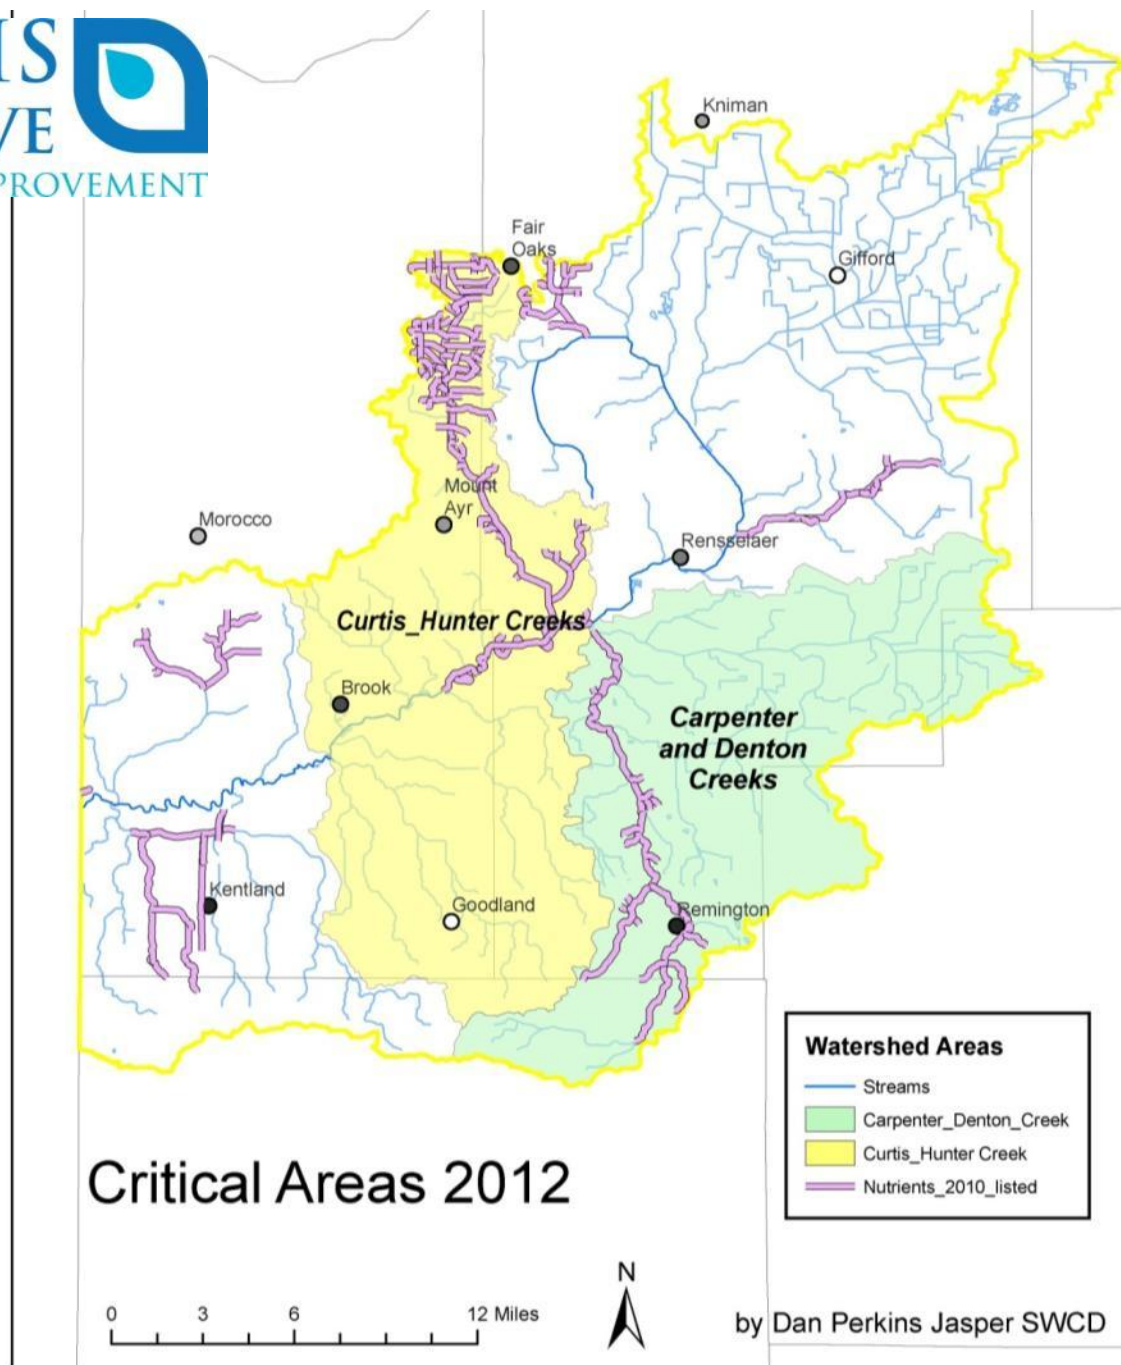 IS
VE
PROVEMENT
Kniman
Fair
Oaks
Gifford
Mount
Ayr
Morocco
Rensselaer
Curtis_Hunter Creeks
Brook
Carpenter
and Denton
Creeks
Kentland
Goodland
Remington
Watershed Areas
Streams
Carpenter_Denton_Creek
Curtis_Hunter Creek
Nutrients_2010_listed
Critical Areas 2012
N
0 3 6 12 Miles
by Dan Perkins Jasper SWCD